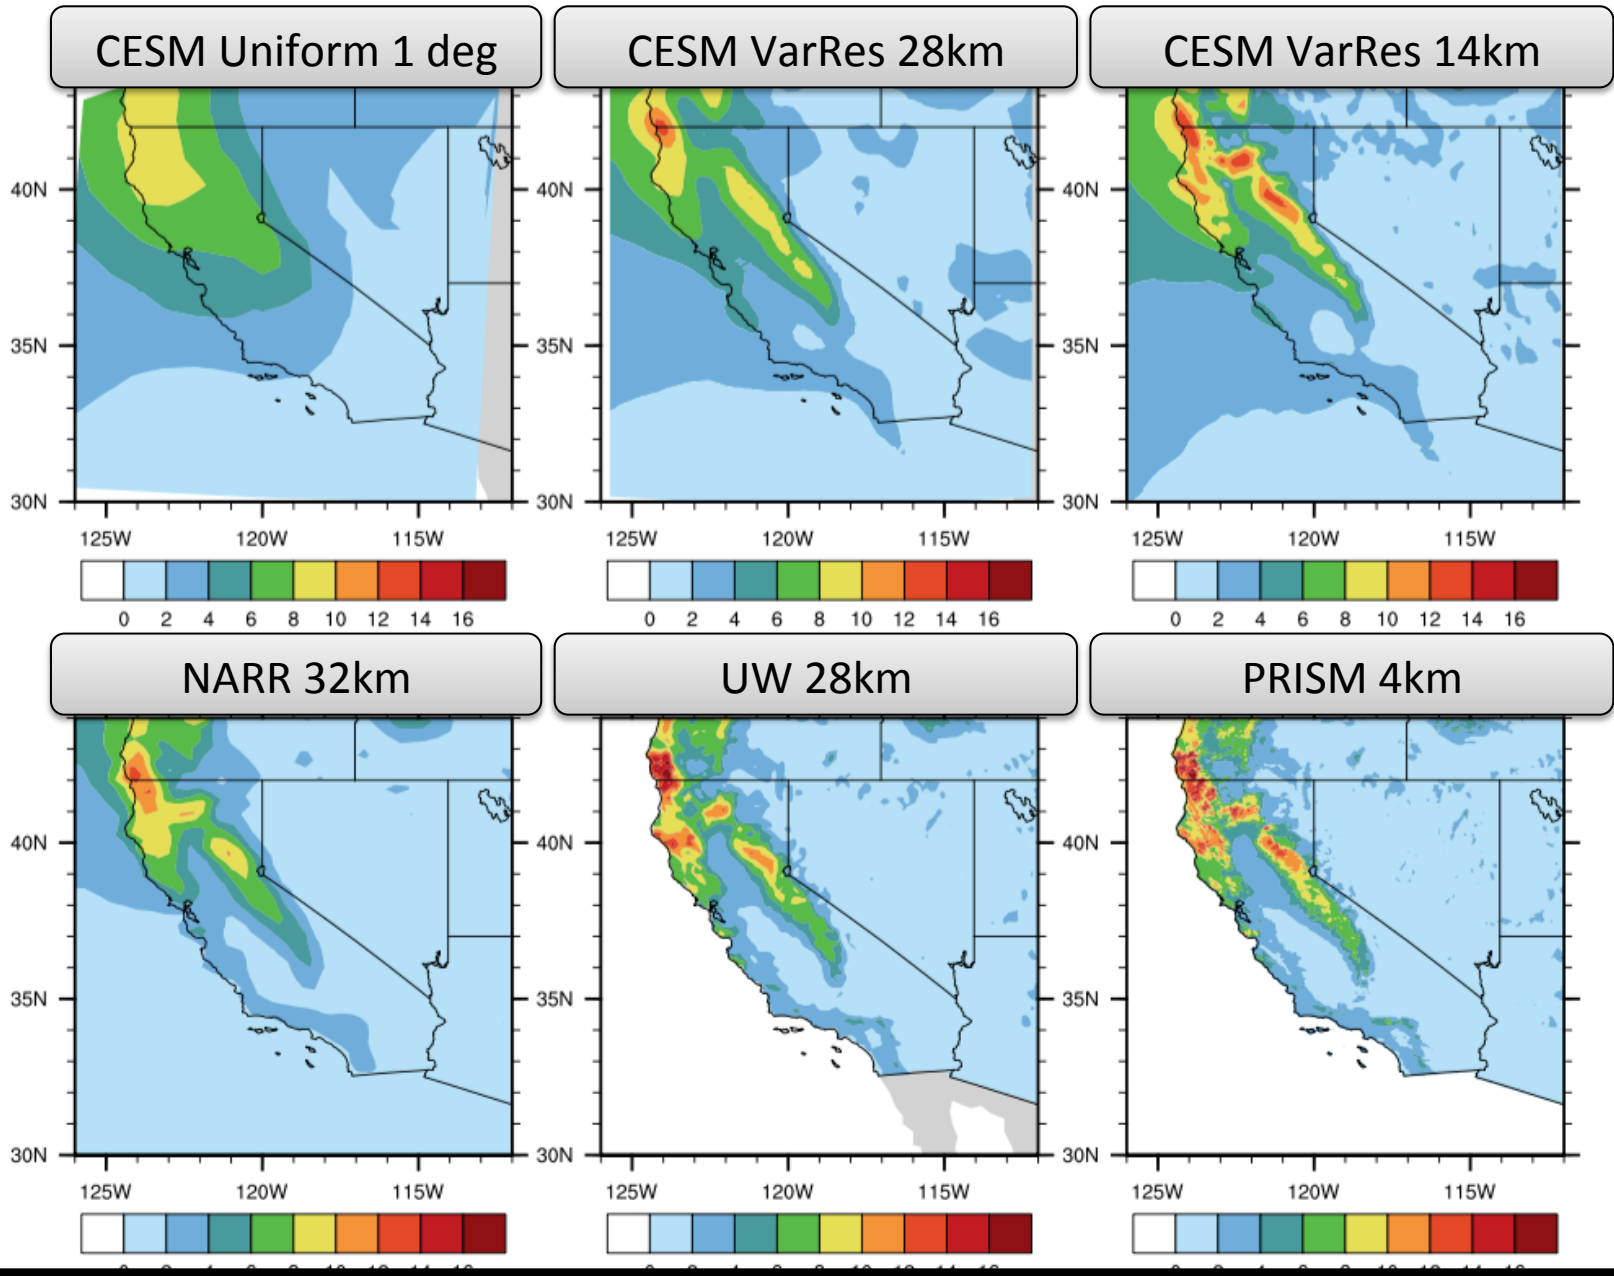 CESM Uniform 1 deg CESM VarRes 28km CESM VarRes 14km
40N 40N 40N
35N 35N 35N
30N 30N 30N
125W 120W 115W 125W 120W 115W 125W 120W 115W
0 2 4 6 8 10 12 14 16 0 2 4 6 8 10 12 14 16 0 2 4 6 8 10 12 14 16
NARR 32km UW 28km PRISM 4km
40N 40N 40N
35N 35N 35N
30N 30N 30N
125W 120W 115W 125W 120W 115W 125W 120W 115W